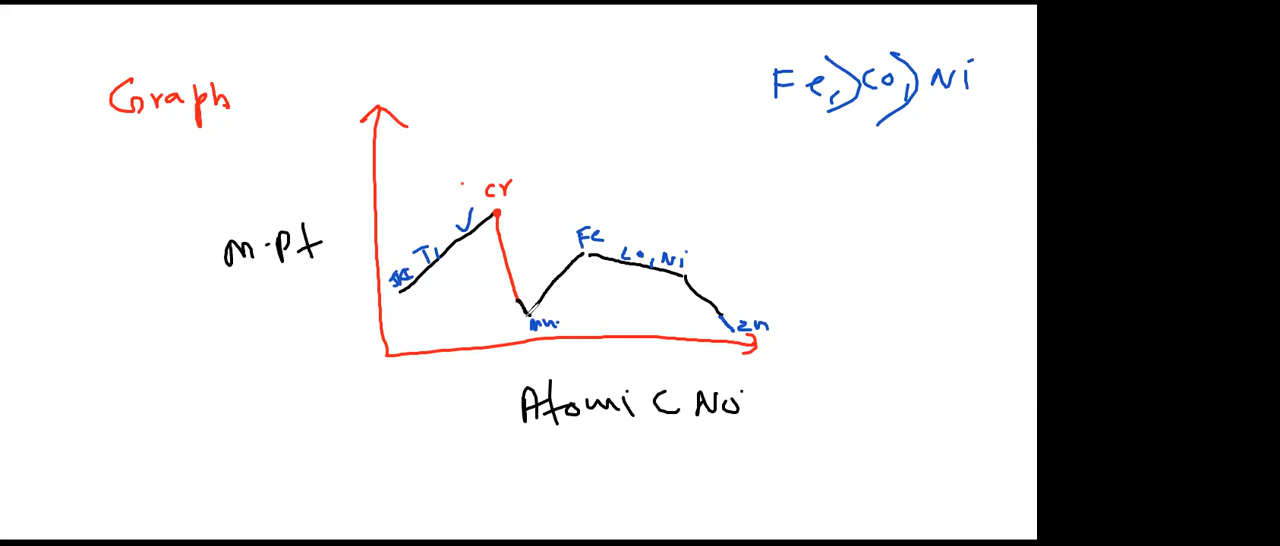 Graph
Fe, > Co, > Ni
Cr
Fe
Ti V
Co, Ni
m.pt
Mn
Zn
Atomic No